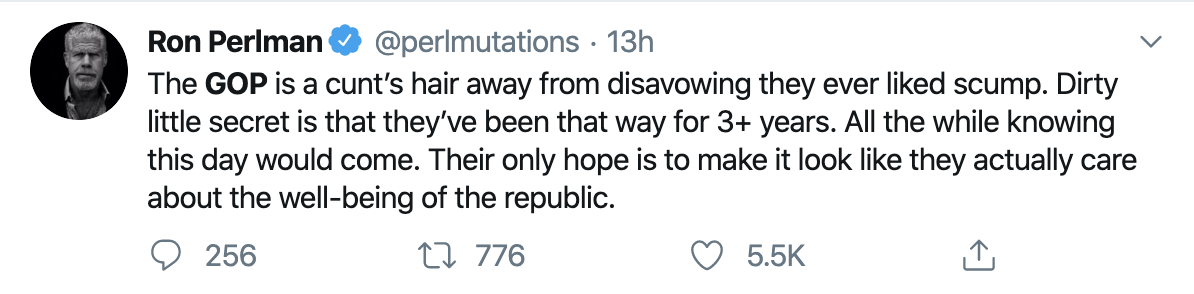 Ron Perlman @perlmutations · 13h
The GOP is a cunt's hair away from disavowing they ever liked scump. Dirty
little secret is that they've been that way for 3+ years. All the while knowing
this day would come. Their only hope is to make it look like they actually care
about the well-being of the republic.
256 776 5.5K